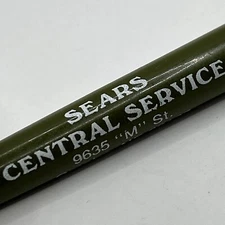 SEARS
CENTRAL SERVICE
9635 "M" St.